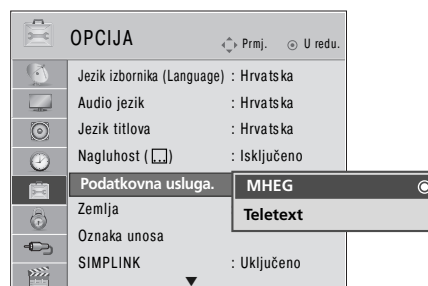 OPCIJA
Prmj. U redu.
Jezik izbornika (Language) : Hrvatska
Audio jezik : Hrvatska
Jezik titlova : Hrvatska
Nagluhost ( ) : Isključeno
Podatkovna usluga. MHEG
Zemlja
Teletext
Oznaka unosa
SIMPLINK : Uključeno